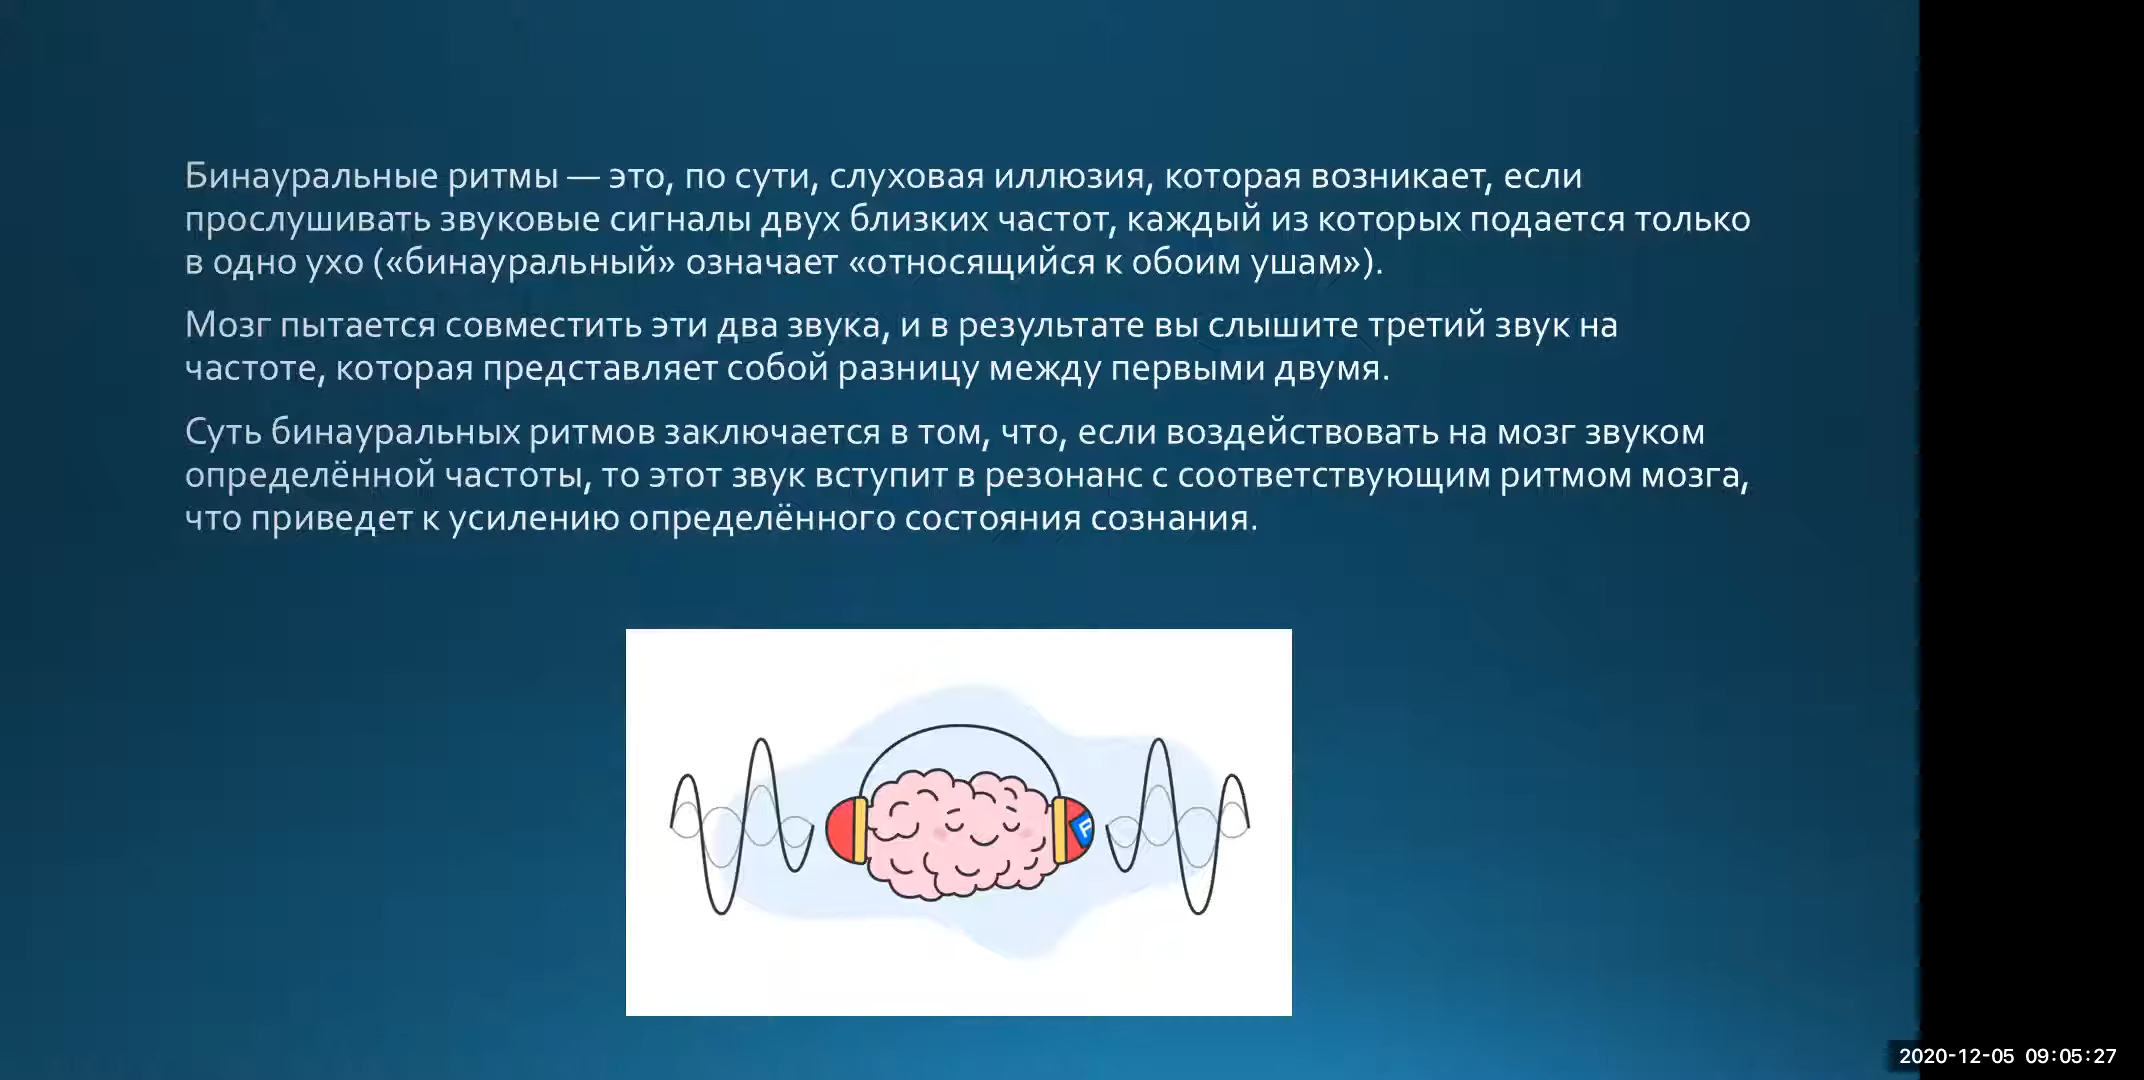 Бинауральные ритмы — это, по сути, слуховая иллюзия, которая возникает, если
прослушивать звуковые сигналы двух близких частот, каждый из которых подается только
в одно ухо («бинауральный» означает «относящийся к обоим ушам»).
Мозг пытается совместить эти два звука, и в результате вы слышите третий звук на
частоте, которая представляет собой разницу между первыми двумя.
Суть бинауральных ритмов заключается в том, что, если воздействовать на мозг звуком
определённой частоты, то этот звук вступит в резонанс с соответствующим ритмом мозга,
что приведет к усилению определённого состояния сознания.
P
2020-12-05 09:05:27